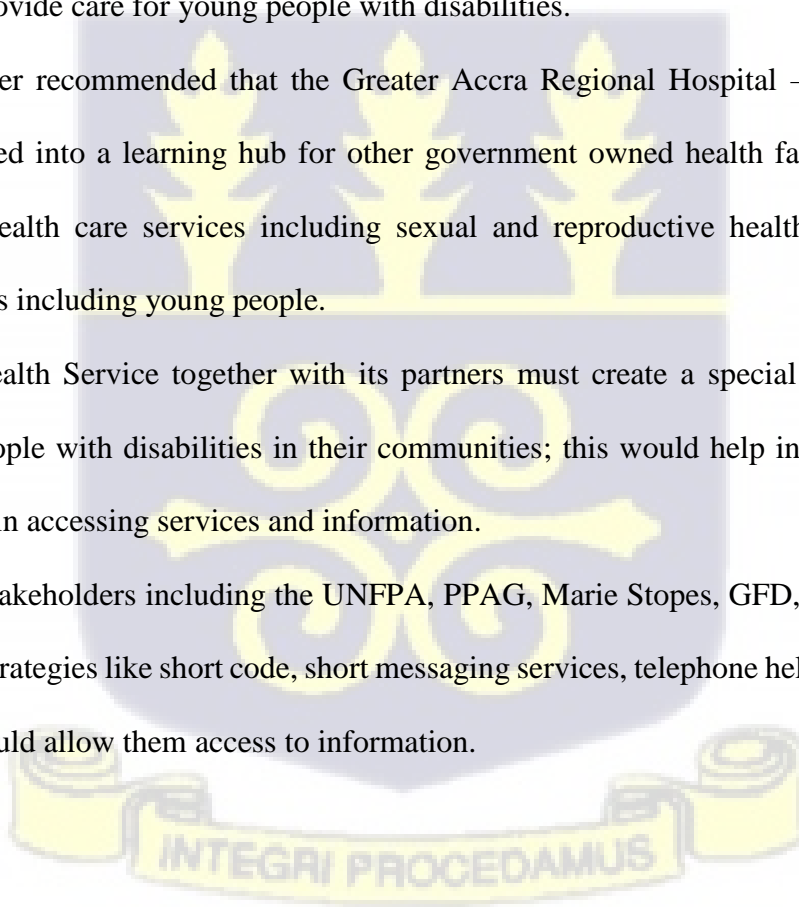 ovide care for young people with disabilities.
er recommended that the Greater Accra Regional Hospital –
ed into a learning hub for other government owned health fa
ealth care services including sexual and reproductive health
s including young people.
ealth Service together with its partners must create a special
ople with disabilities in their communities; this would help in
in accessing services and information.
akeholders including the UNFPA, PPAG, Marie Stopes, GFD,
rategies like short code, short messaging services, telephone hel
uld allow them access to information.
INTEGRI PROCEDAMUS